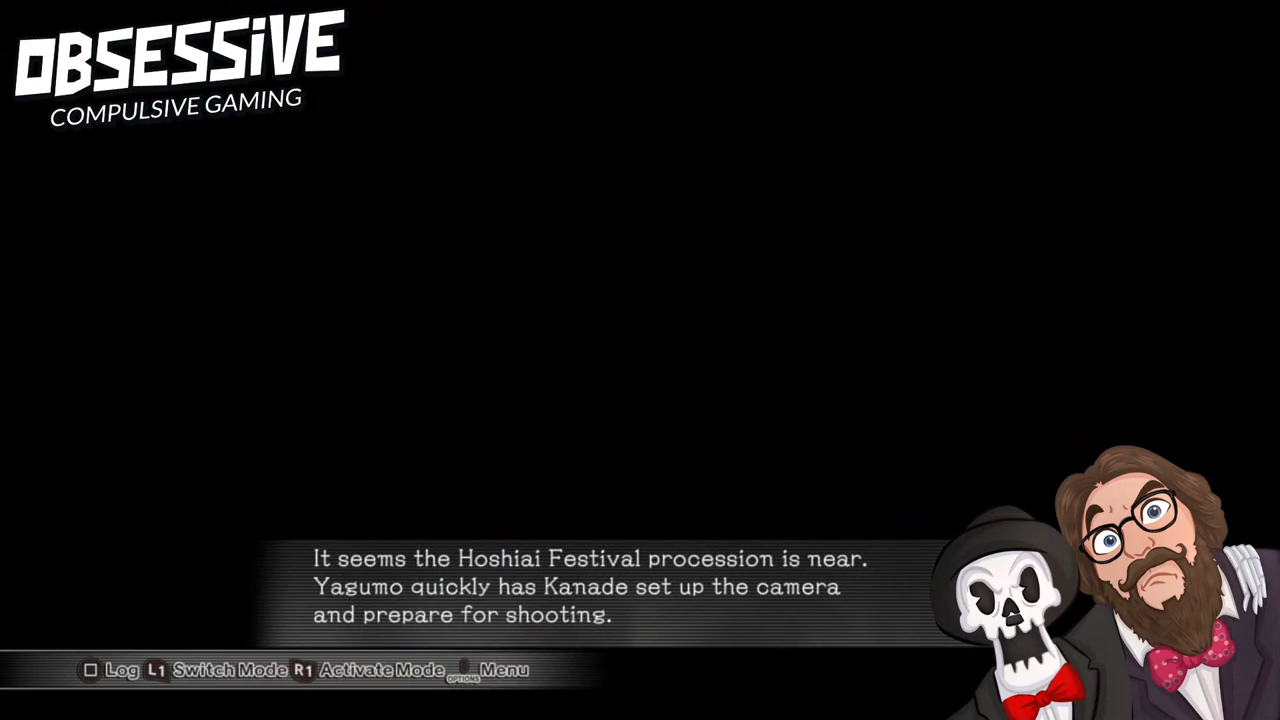 OBSESSiVE
COMPULSIVE GAMING
It seems the Hoshiai Festival procession is near.
Yagumo quickly has Kanade set up the camera
and prepare for shooting.
Log L1 Switch Mode R1 Activate Mode OPTIONS Menu